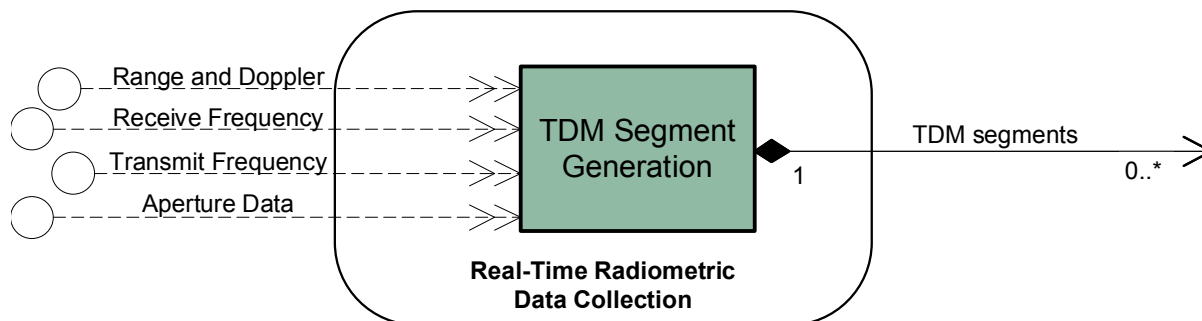 Range and Doppler
Receive Frequency
Transmit Frequency
Aperture Data
TDM Segment
Generation
TDM segments
1
0..*
Real-Time Radiometric
Data Collection